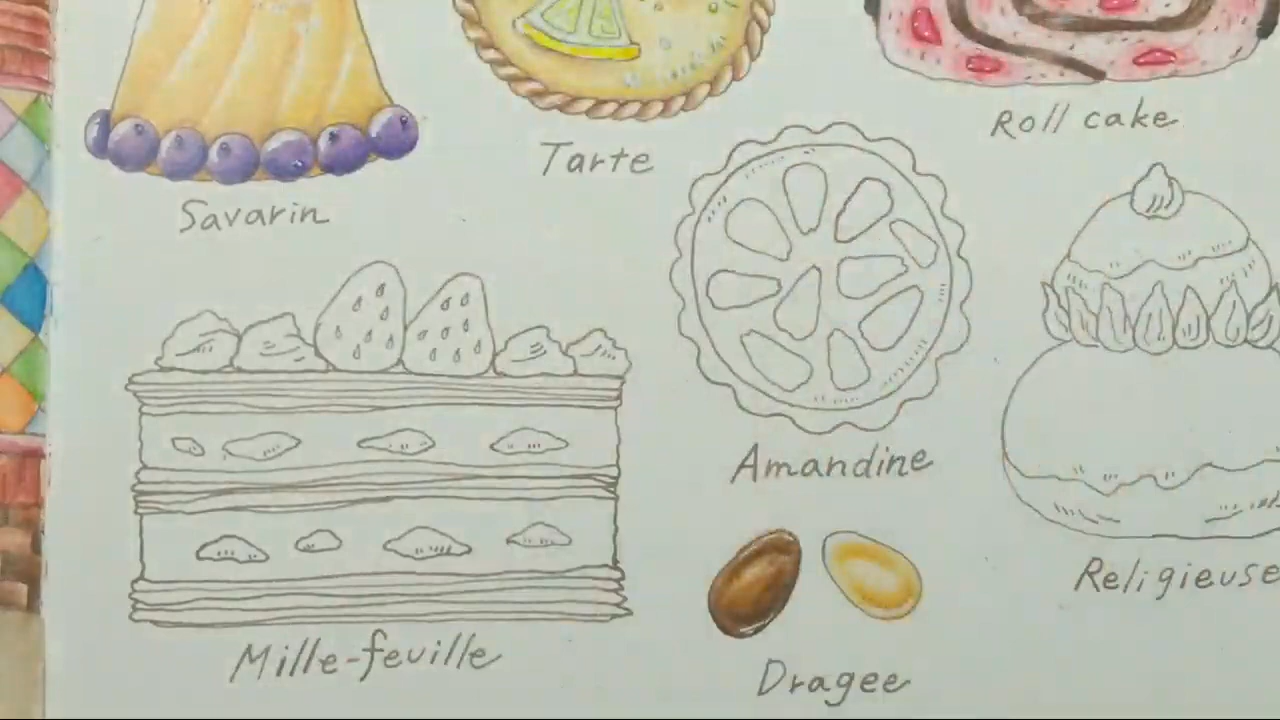 Roll cake
Tarte
Savarin
Amandine
Religieuse
Mille-feuille
Dragee